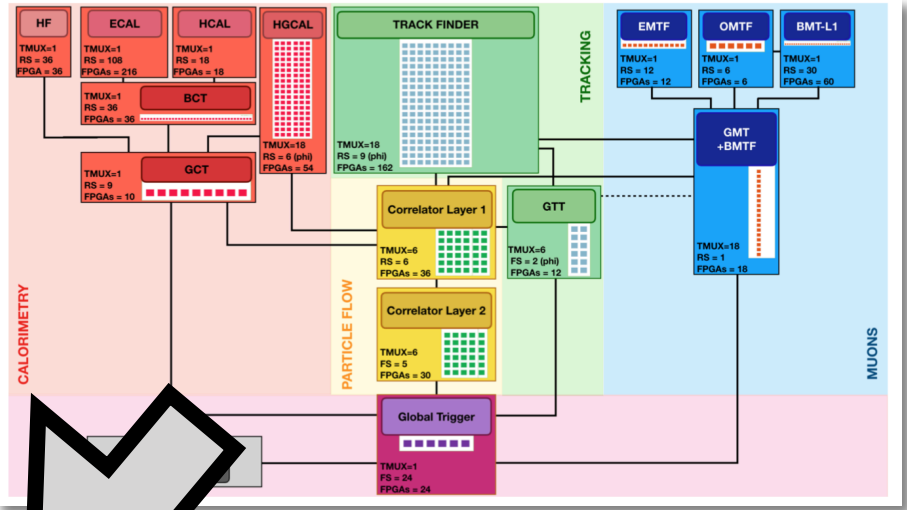 HF
TMUX=1
RS = 36
FPGA = 36
ECAL
TMUX=1
RS = 108
FPGAs = 216
HCAL
TMUX=1
RS = 18
FPGAs = 18
HGCAL
TMUX=18
RS = 6 (phi)
FPGAs = 54
BCT
TMUX=1
RS = 36
FPGAs = 36
GCT
TMUX=1
RS = 9
FPGAs = 10
CALORIMETRY
TRACK FINDER
TMUX=18
RS = 9 (phi)
FPGAs = 162
TRACKING
Correlator Layer 1
TMUX=6
RS = 6
FPGAs = 36
GTT
TMUX=6
FS = 2 (phi)
FPGAs = 12
Correlator Layer 2
TMUX=6
FS = 5
FPGAs = 30
PARTICLE FLOW
EMTF
TMUX=1
RS = 12
FPGAs = 12
OMTF
TMUX=1
RS = 6
FPGAs = 6
BMT-L1
TMUX=1
RS = 30
FPGAs = 60
GMT
+BMTF
TMUX=18
RS = 1
FPGAs = 18
MUONS
Global Trigger
TMUX=1
FS = 24
FPGAs = 24